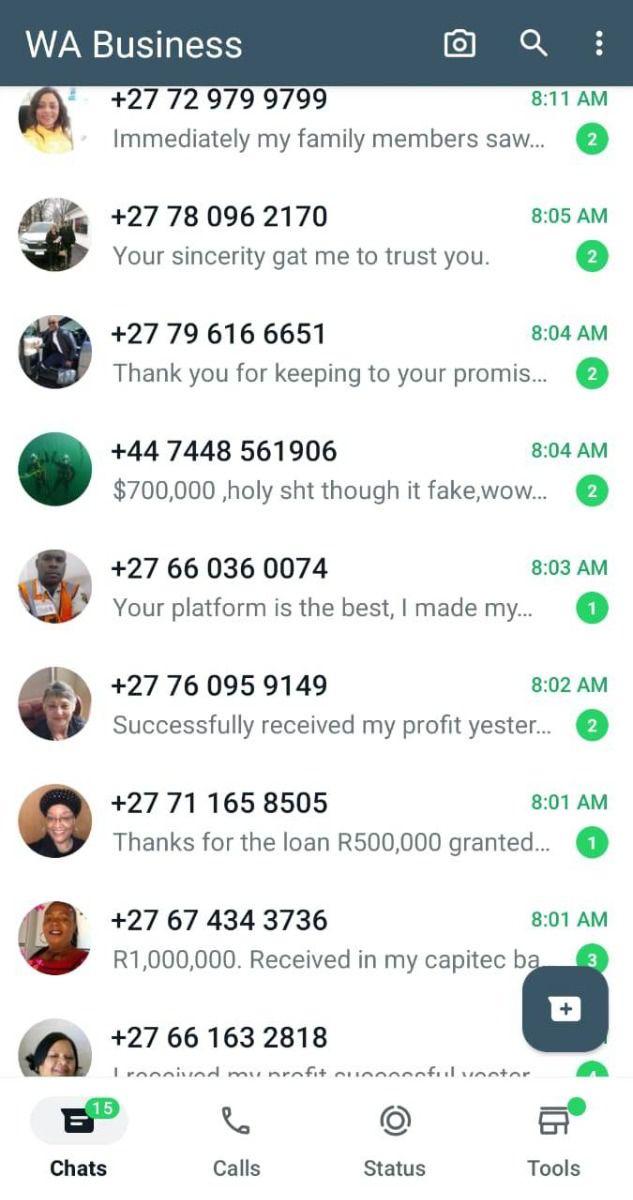 WA Business
+27 72 979 9799 8:11 AM
Immediately my family members saw... 2
+27 78 096 2170 8:05 AM
Your sincerity gat me to trust you. 2
+27 79 616 6651 8:04 AM
Thank you for keeping to your promis... 2
+44 7448 561906 8:04 AM
$700,000 ,holy sht though it fake,wow... 2
+27 66 036 0074 8:03 AM
Your platform is the best, I made my... 1
+27 76 095 9149 8:02 AM
Successfully received my profit yester... 2
+27 71 165 8505 8:01 AM
Thanks for the loan R500,000 granted... 1
+27 67 434 3736 8:01 AM
R1,000,000. Received in my capitec ba... 3
+27 66 163 2818
I received my profit successful yester
15
Chats Calls Status Tools